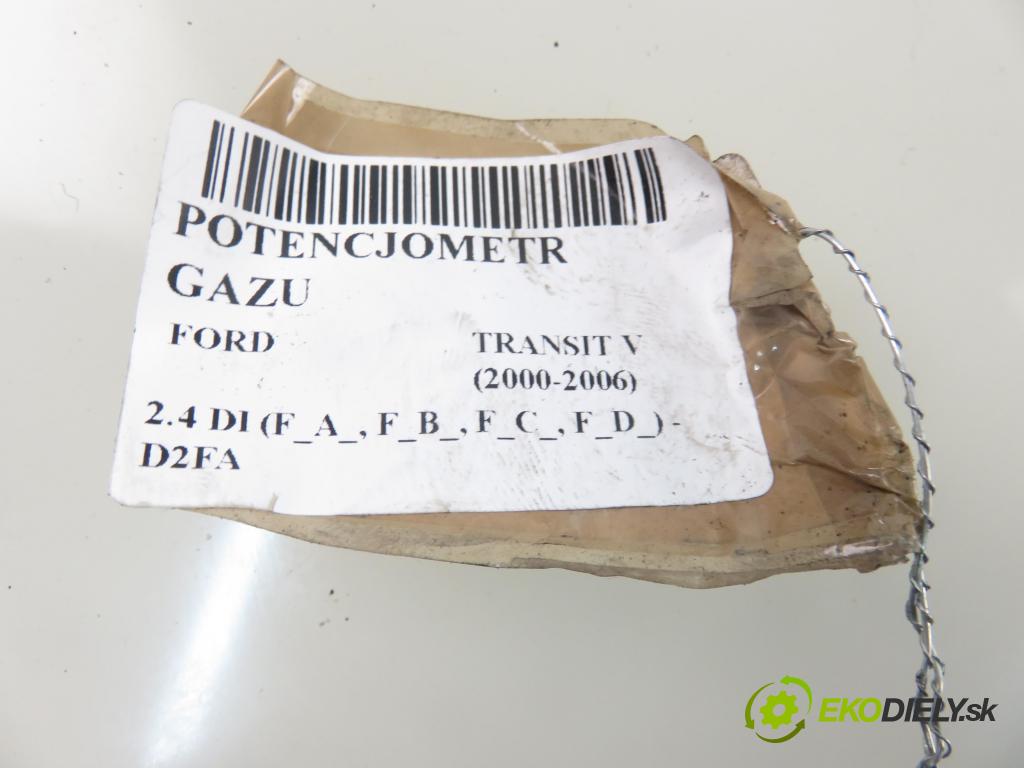 POTENCJOMETR
GAZU
FORD TRANSIT V
(2000-2006)
2.4 DI (F_A_, F_B_, F_C_, F_D_) -
D2FA
EKODIELY.sk